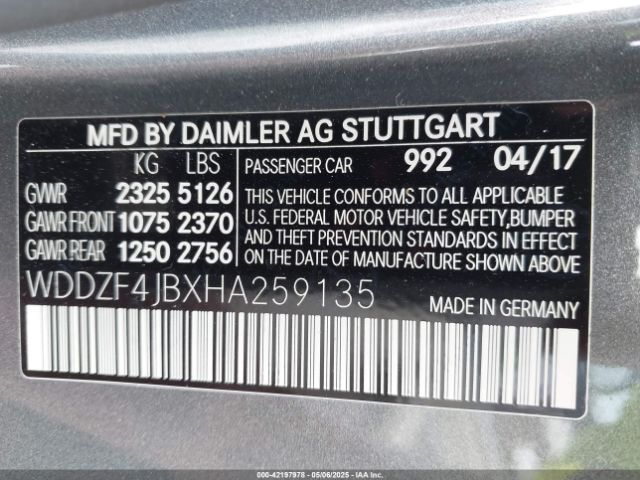 MFD BY DAIMLER AG STUTTGART
KG LBS
GVWR 2325 5126
GAWR FRONT 1075 2370
GAWR REAR 1250 2756
PASSENGER CAR 992 04/17
THIS VEHICLE CONFORMS TO ALL APPLICABLE
U.S. FEDERAL MOTOR VEHICLE SAFETY,BUMPER
AND THEFT PREVENTION STANDARDS IN EFFECT
ON THE DATE OF MANUFACTURE SHOWN ABOVE.
WDDZF4JBXHA259135 MADE IN GERMANY
000-42197978 - 05/06/2025 - IAA Inc.